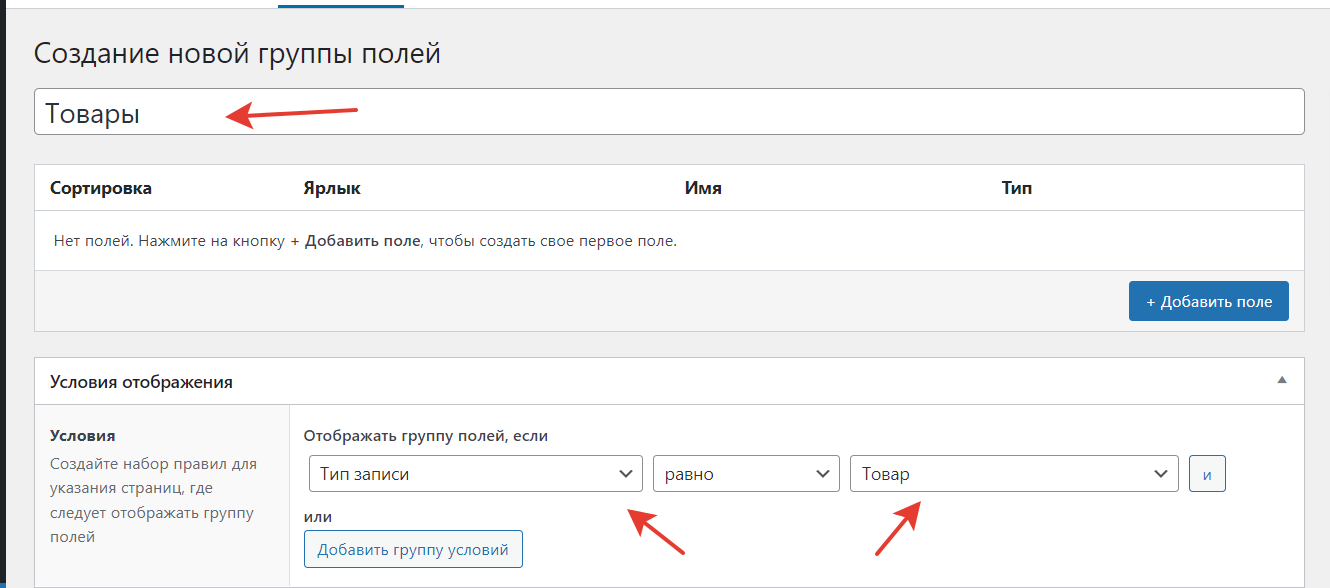 Создание новой группы полей
Товары
Сортировка Ярлык Имя Тип
Нет полей. Нажмите на кнопку + Добавить поле, чтобы создать свое первое поле.
+ Добавить поле
Условия отображения
Условия
Создайте набор правил для
указания страниц, где
следует отображать группу
полей
Отображать группу полей, если
Тип записи равно Товар и
или
Добавить группу условий